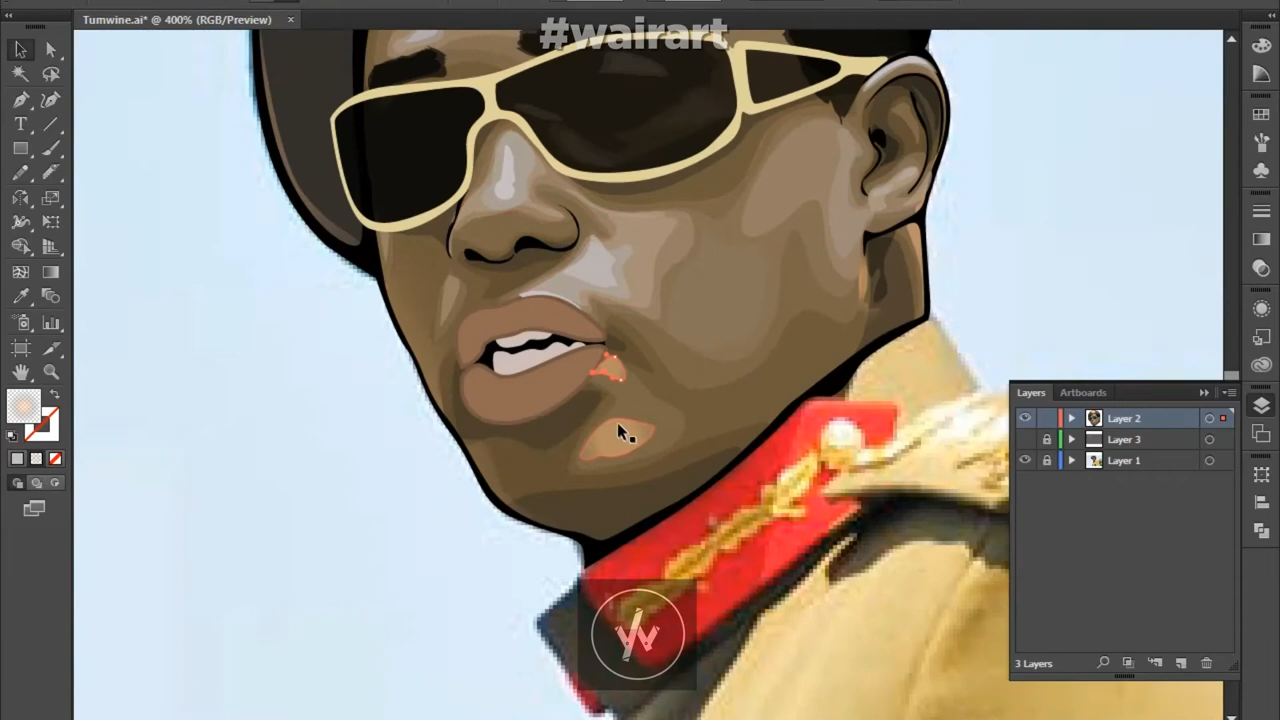 Tumwine.ai* @ 400% (RGB/Preview)
#wairart
Layers
Artboards
Layer 2
Layer 3
Layer 1
3 Layers